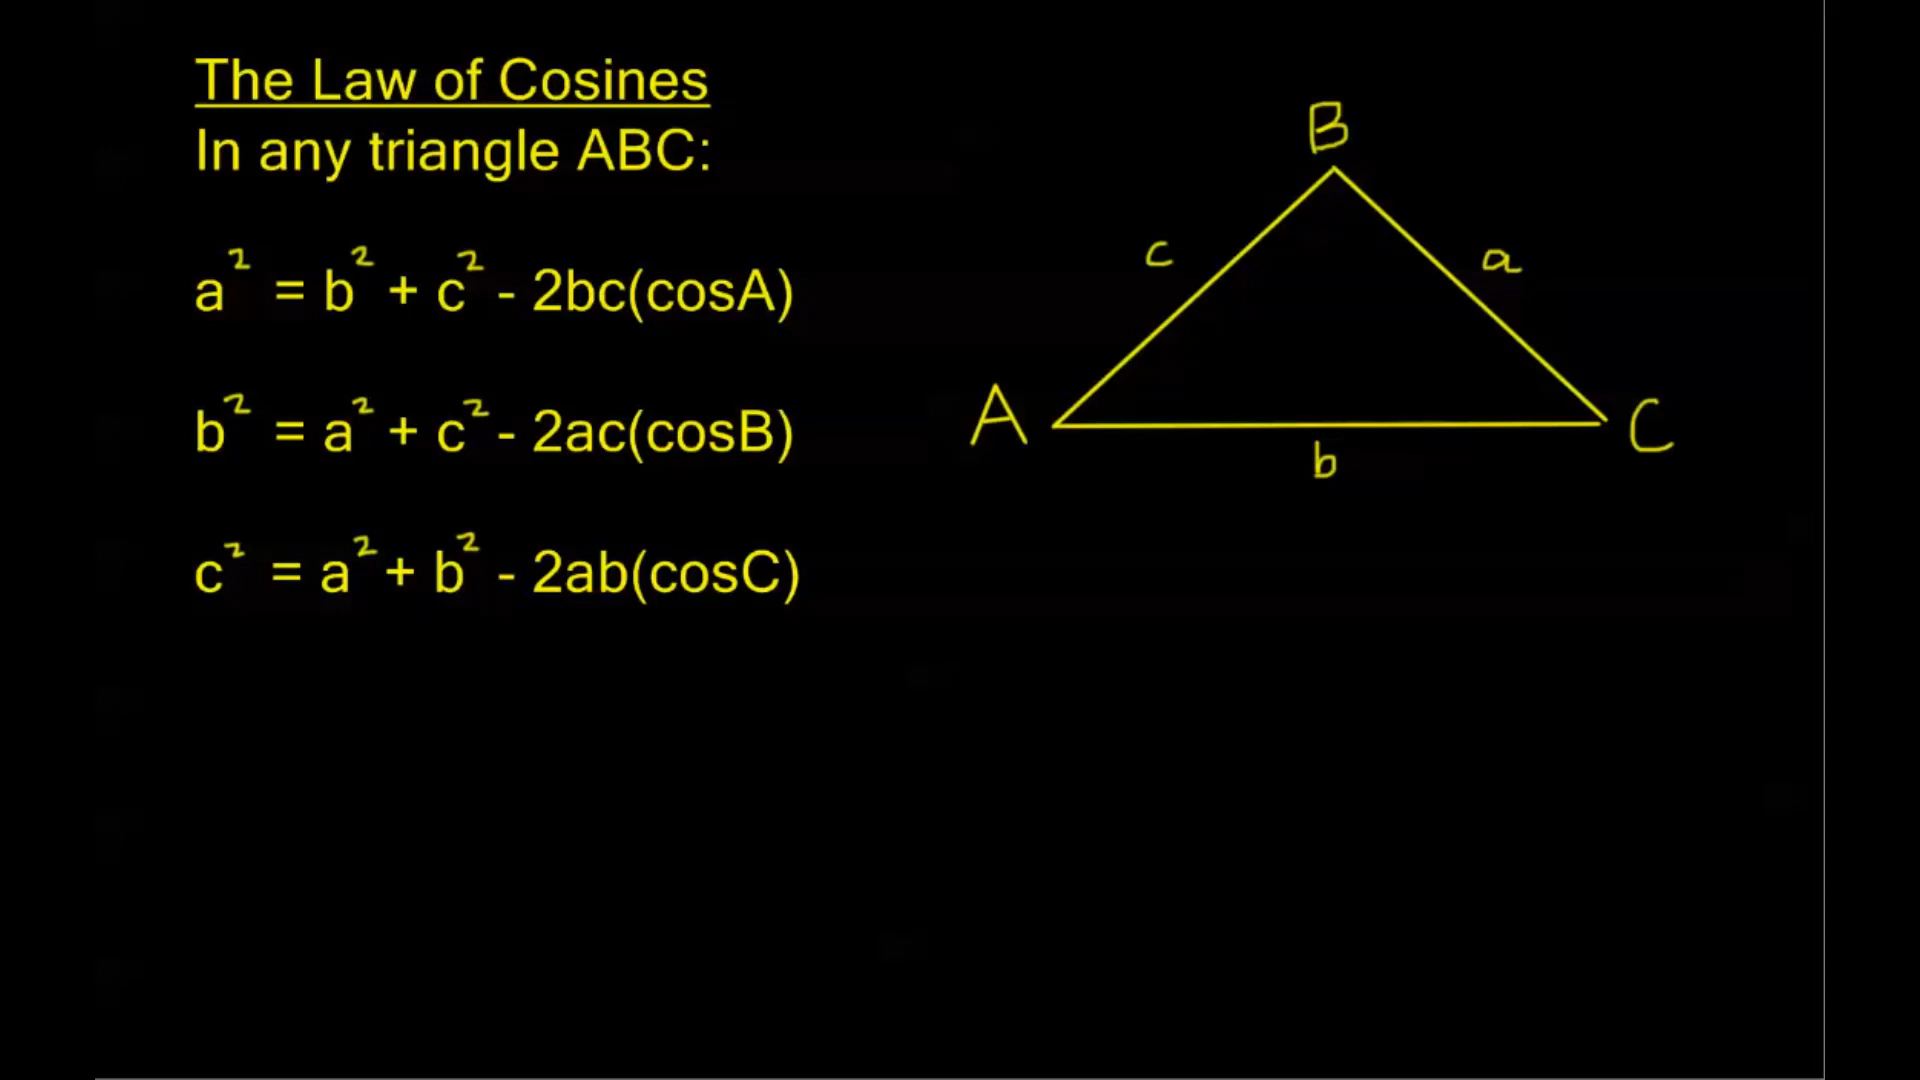 The Law of Cosines
In any triangle ABC:
a² = b² + c² - 2bc(cosA)
b² = a² + c² - 2ac(cosB)
c² = a² + b² - 2ab(cosC)
B
c
a
A
C
b